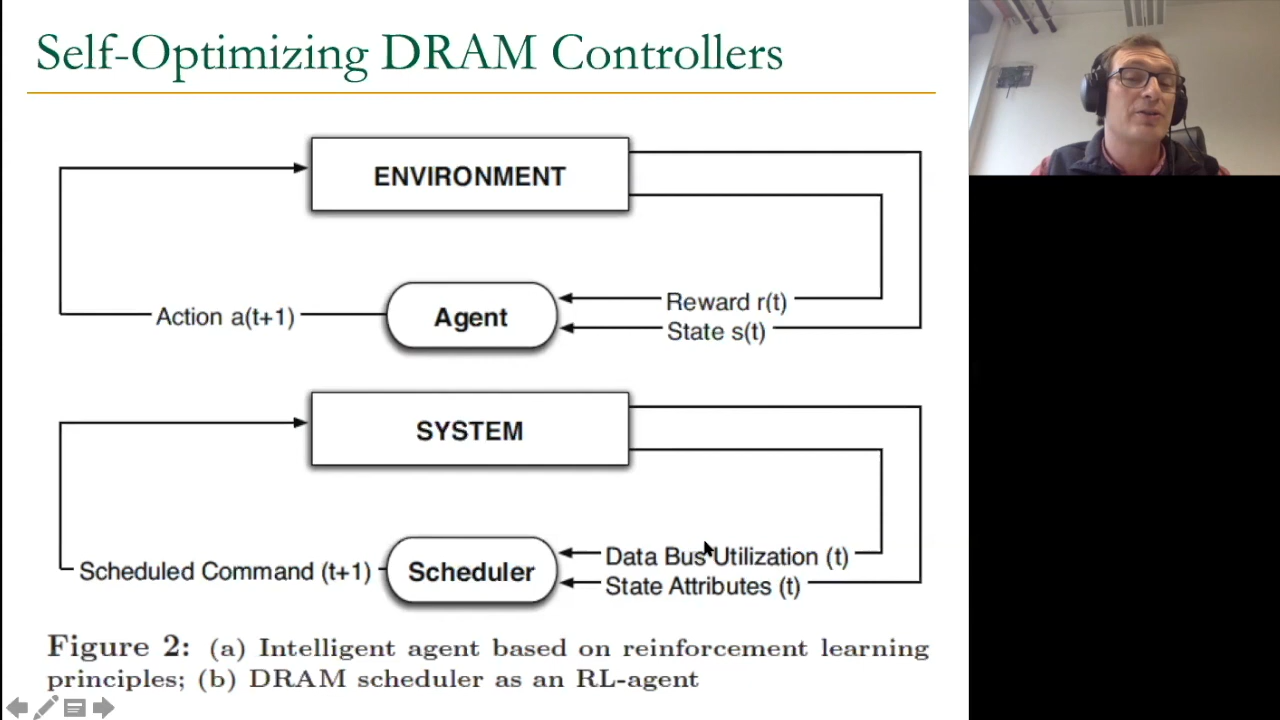 Self-Optimizing DRAM Controllers
ENVIRONMENT
Agent
Action a(t+1)
Reward r(t)
State s(t)
SYSTEM
Scheduler
Scheduled Command (t+1)
Data Bus Utilization (t)
State Attributes (t)
Figure 2: (a) Intelligent agent based on reinforcement learning
principles; (b) DRAM scheduler as an RL-agent